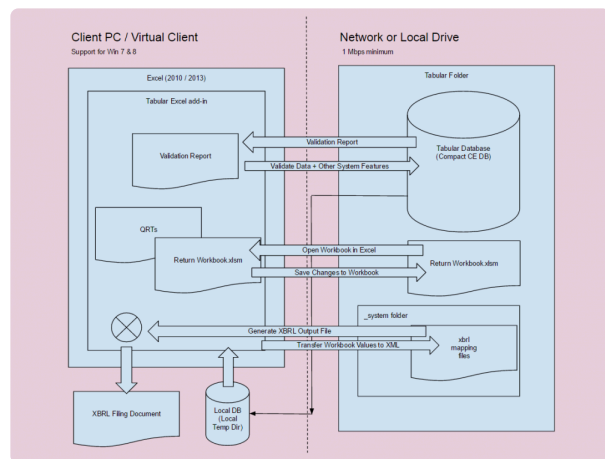 Client PC / Virtual Client
Support for Win 7 & 8
Network or Local Drive
1 Mbps minimum
Excel (2010 / 2013)
Tabular Excel add-in
Tabular Folder
Validation Report
Validation Report
Validate Data + Other System Features
Tabular Database
(Compact CE DB)
QRTs
Return Workbook.xlsm
Open Workbook in Excel
Save Changes to Workbook
Return Workbook.xlsm
_system folder
Generate XBRL Output File
Transfer Workbook Values to XML
xbrl
mapping
files
XBRL Filing Document
Local DB
(Local
Temp Dir)